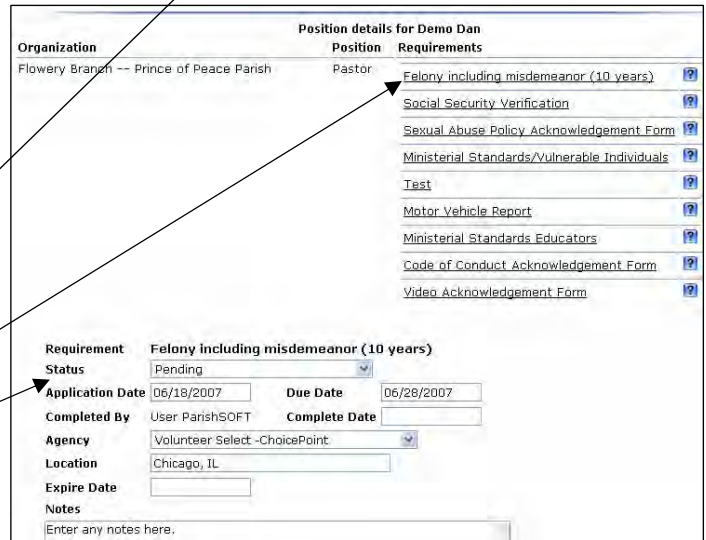 Position details for Demo Dan
Organization Position Requirements
Flowery Branch -- Prince of Peace Parish Pastor Felony including misdemeanor (10 years) ?
Social Security Verification ?
Sexual Abuse Policy Acknowledgement Form ?
Ministerial Standards/Vulnerable Individuals ?
Test ?
Motor Vehicle Report ?
Ministerial Standards Educators ?
Code of Conduct Acknowledgement Form ?
Video Acknowledgement Form ?
Requirement Felony including misdemeanor (10 years)
Status Pending
Application Date 06/18/2007 Due Date 06/28/2007
Completed By User ParishSOFT Complete Date
Agency Volunteer Select -ChoicePoint
Location Chicago, IL
Expire Date
Notes
Enter any notes here.